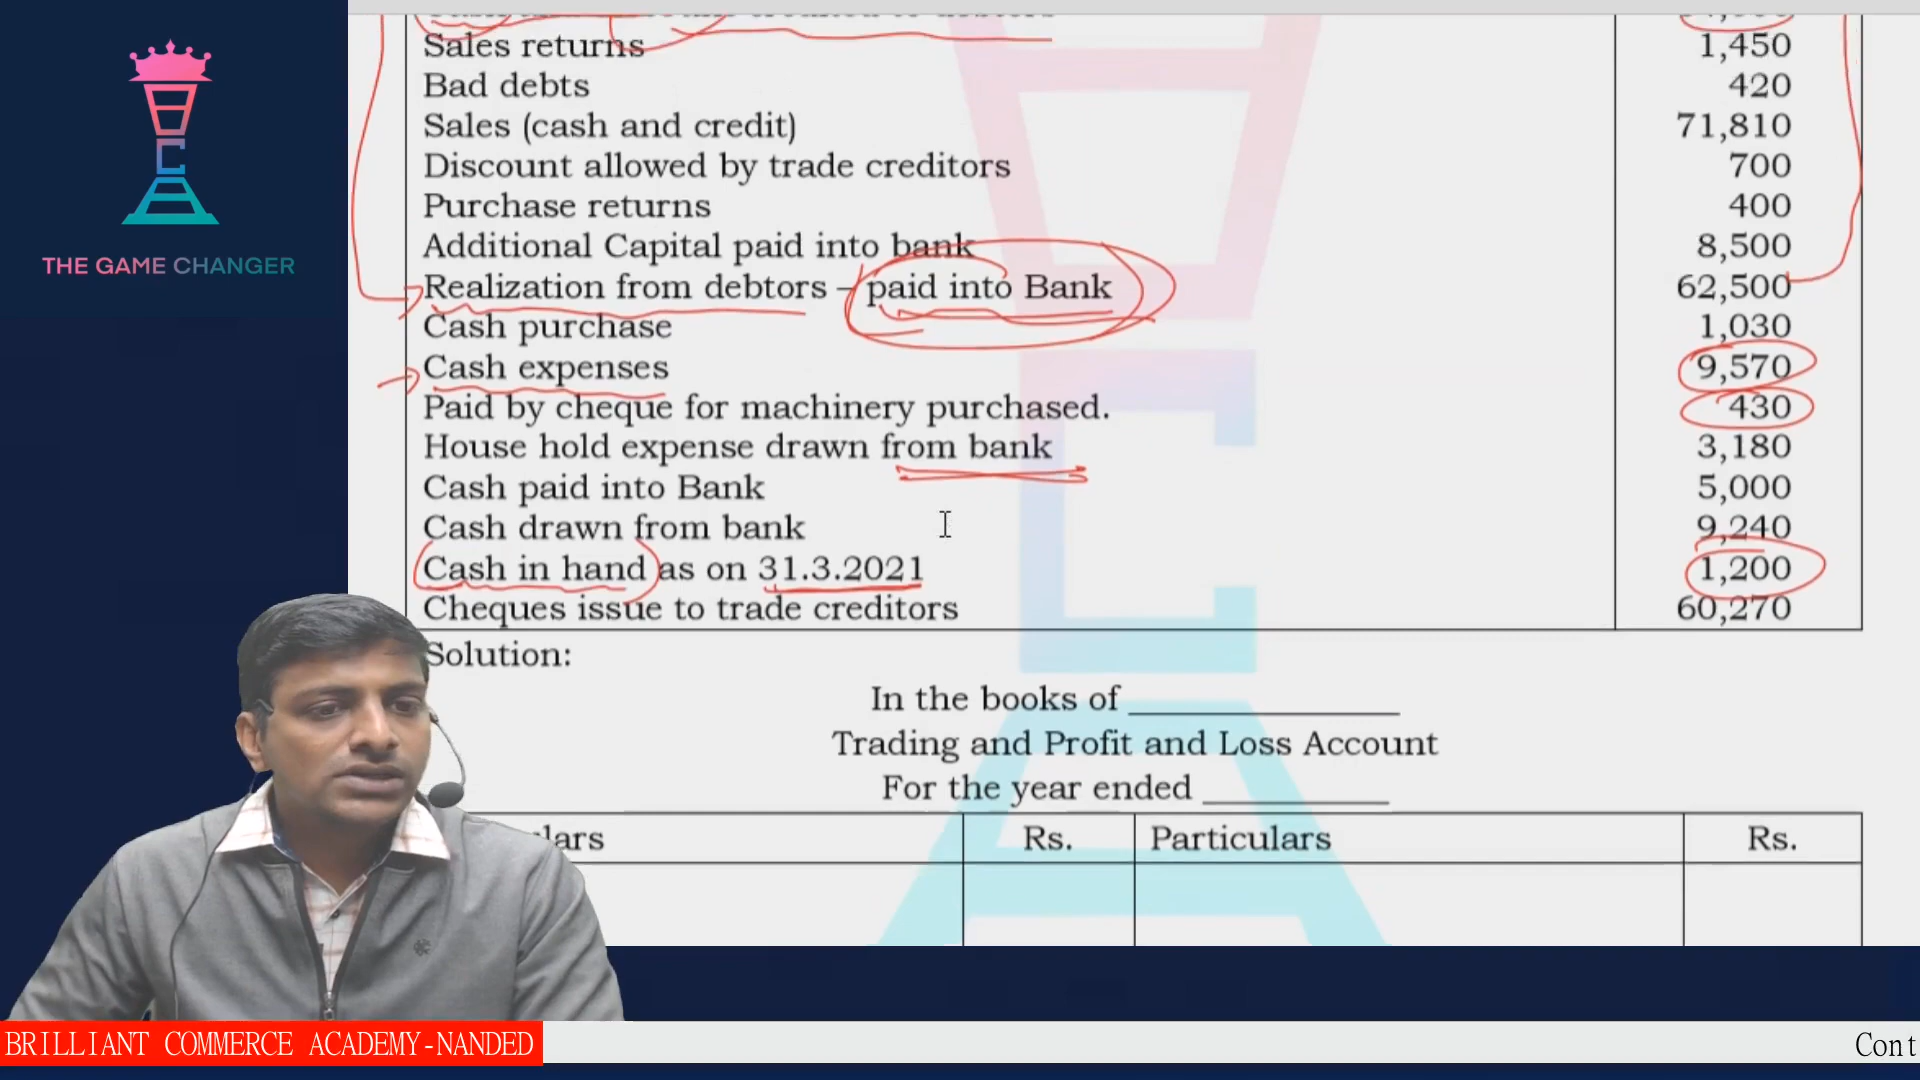 Sales returns 1,450
Bad debts 420
Sales (cash and credit) 71,810
Discount allowed by trade creditors 700
Purchase returns 400
Additional Capital paid into bank 8,500
THE GAME CHANGER
Realization from debtors – paid into Bank 62,500
Cash purchase 1,030
Cash expenses 9,570
Paid by cheque for machinery purchased. 430
House hold expense drawn from bank 3,180
Cash paid into Bank 5,000
Cash drawn from bank 9,240
Cash in hand as on 31.3.2021 1,200
Cheques issue to trade creditors 60,270
Solution:
In the books of
Trading and Profit and Loss Account
For the year ended
lars Rs. Particulars Rs.
BRILLIANT COMMERCE ACADEMY-NANDED Cont